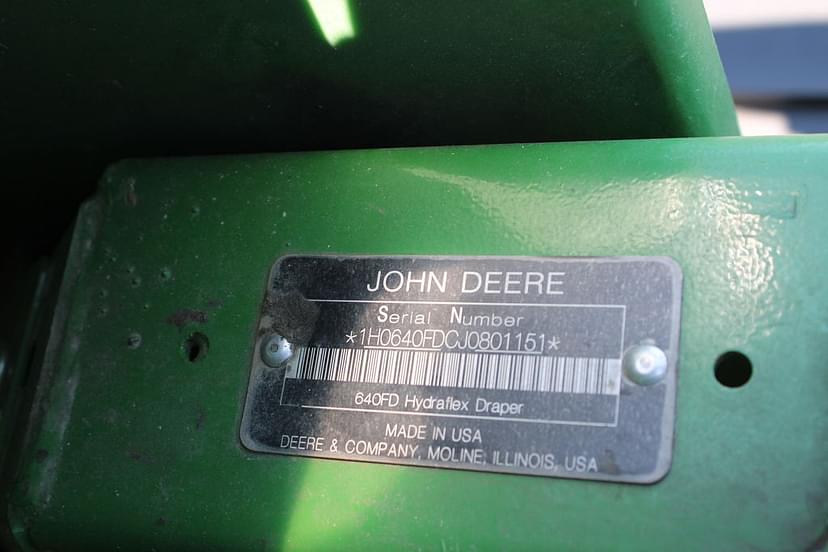 JOHN DEERE
Serial Number
*1H0640FDCJ0801151*
640FD Hydraflex Draper
MADE IN USA
DEERE & COMPANY, MOLINE, ILLINOIS, USA